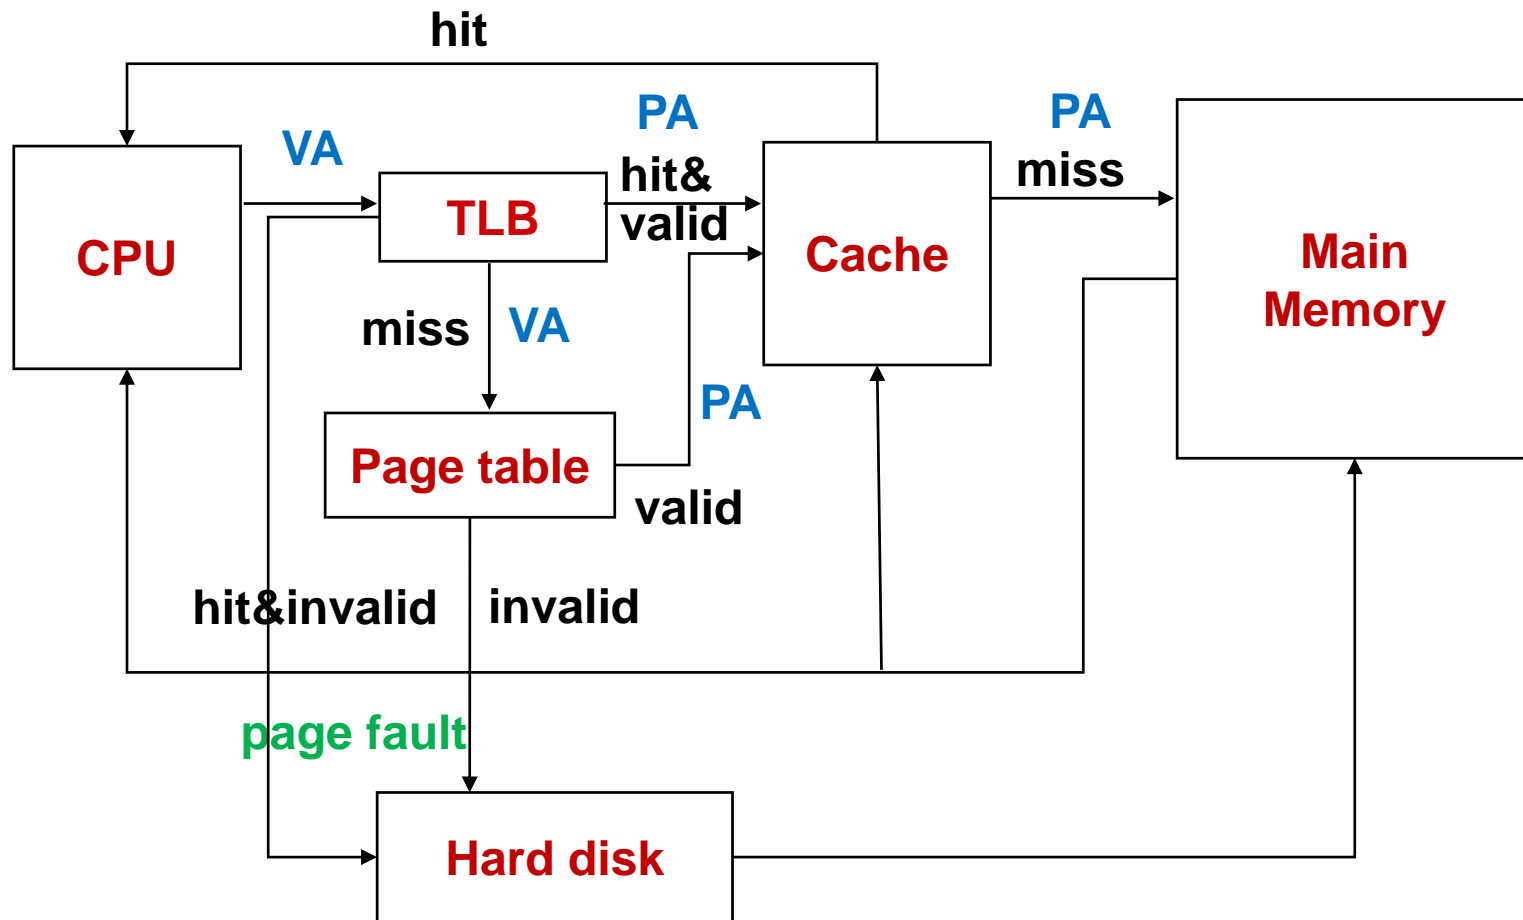 hit
VA
PA
hit&
valid
PA
miss
CPU
TLB
Cache
Main
Memory
miss
VA
PA
Page table
valid
hit&invalid
invalid
page fault
Hard disk